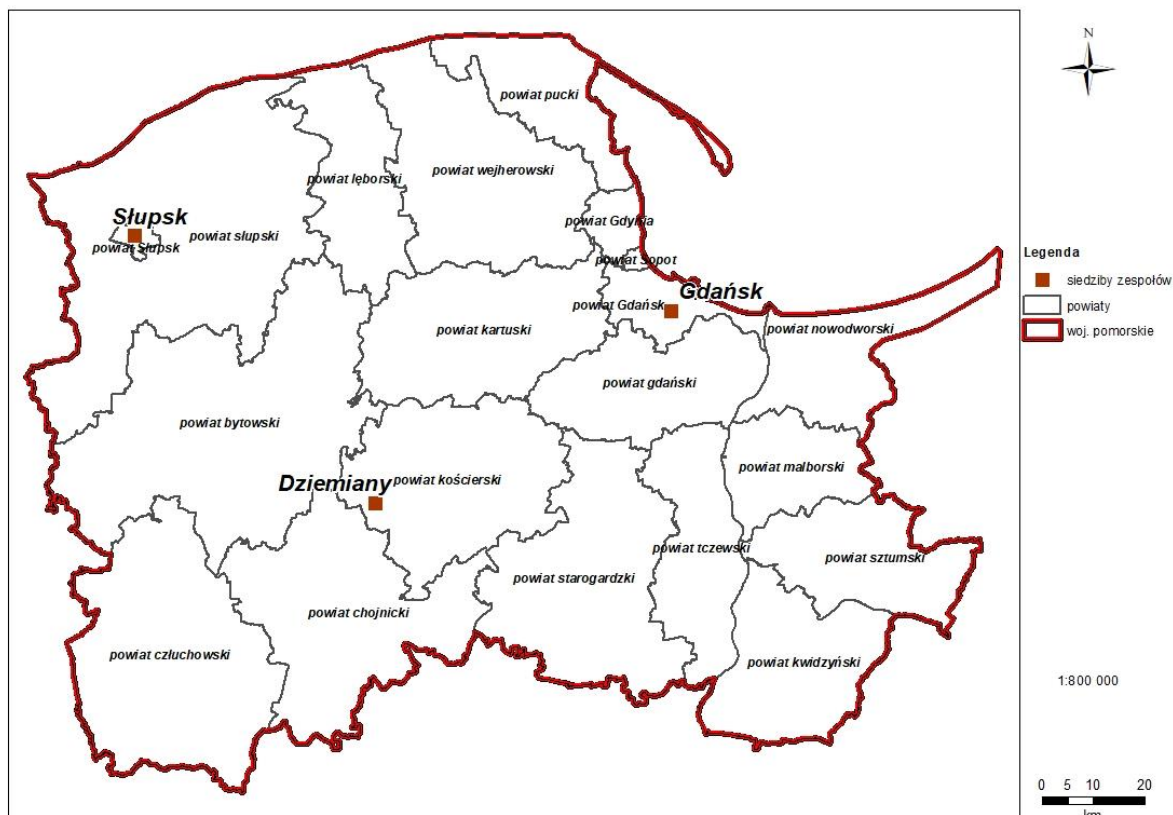 N
powiat pucki
powiat lęborski
powiat wejherowski
Słupsk
powiat Słupsk
powiat słupski
powiat Gdynia
powiat Sopot
Gdańsk
powiat Gdańsk
powiat nowodworski
powiat kartuski
powiat gdański
powiat bytowski
Dziemiany
powiat kościerski
powiat malborski
powiat tczewski
powiat sztumski
powiat starogardzki
powiat chojnicki
powiat człuchowski
powiat kwidzyński
Legenda
siedziby zespołów
powiaty
woj. pomorskie
1:800 000
0 5 10 20
km